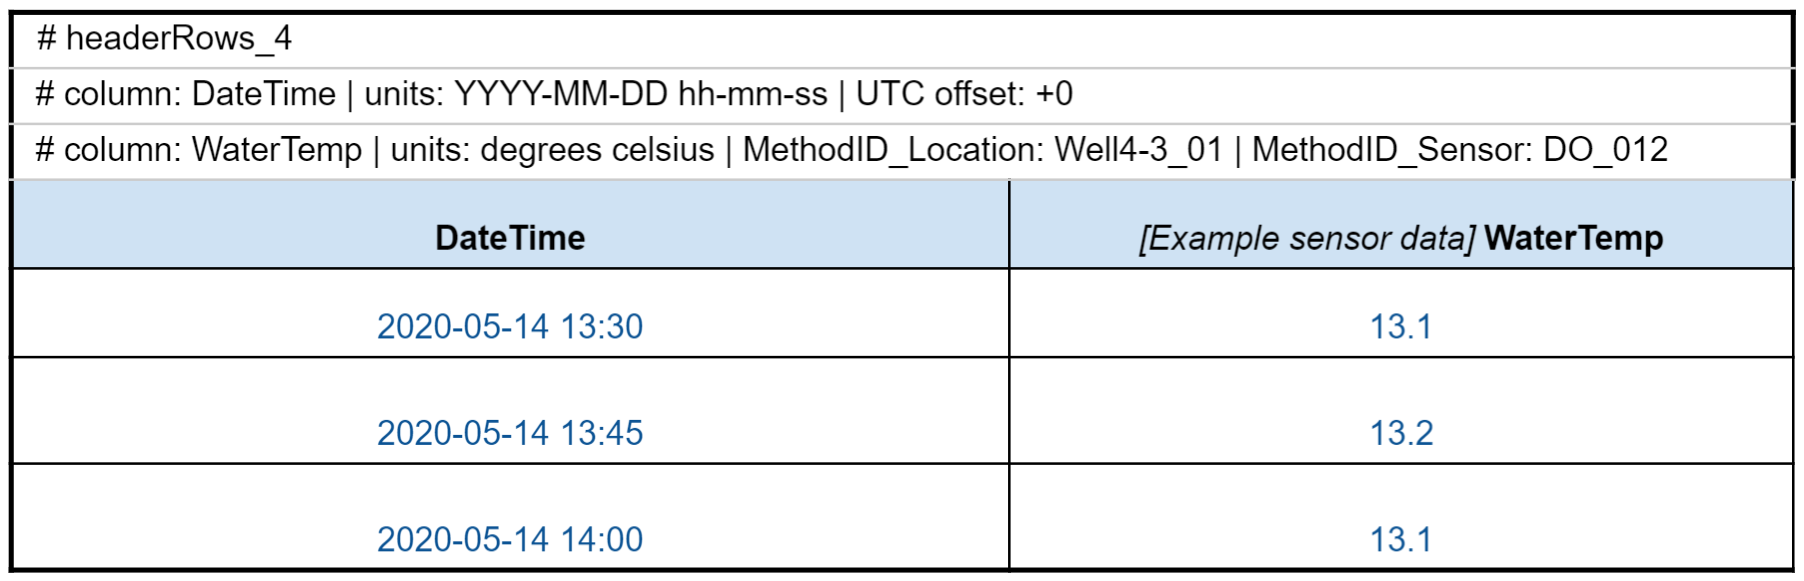 # headerRows_4
# column: DateTime | units: YYYY-MM-DD hh-mm-ss | UTC offset: +0
# column: WaterTemp | units: degrees celsius | MethodID_Location: Well4-3_01 | MethodID_Sensor: DO_012
DateTime [Example sensor data] WaterTemp
2020-05-14 13:30 13.1
2020-05-14 13:45 13.2
2020-05-14 14:00 13.1